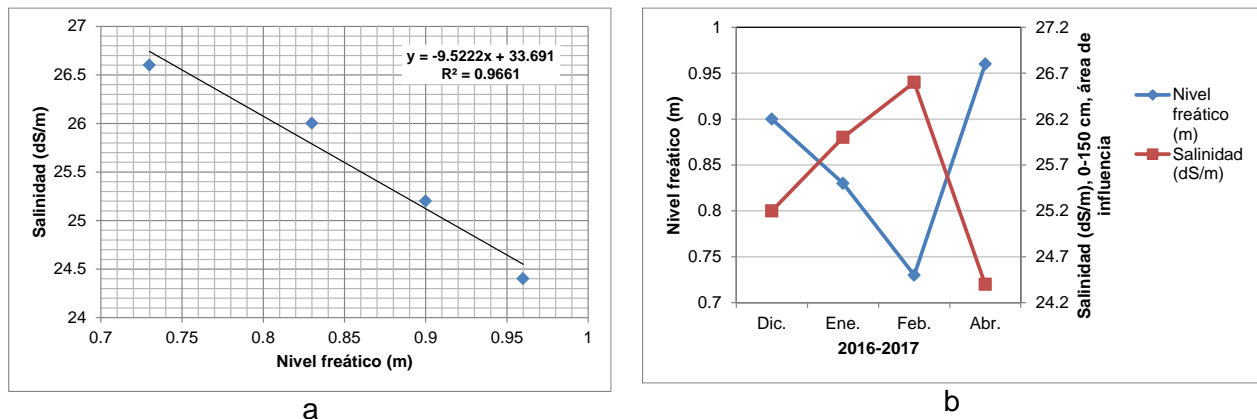 27
26.5
26
25.5
25
24.5
24
Salinidad (dS/m)
y = -9.5222x + 33.691
R² = 0.9661
0.7
0.75
0.8
0.85
0.9
0.95
1
Nivel freático (m)
a
1
0.95
0.9
0.85
0.8
0.75
0.7
Nivel freático (m)
27.2
26.7
26.2
25.7
25.2
24.7
24.2
Salinidad (dS/m), 0-150 cm, área de
influencia
Dic.
Ene.
Feb.
Abr.
2016-2017
Nivel
freático
(m)
Salinidad
(dS/m)
b